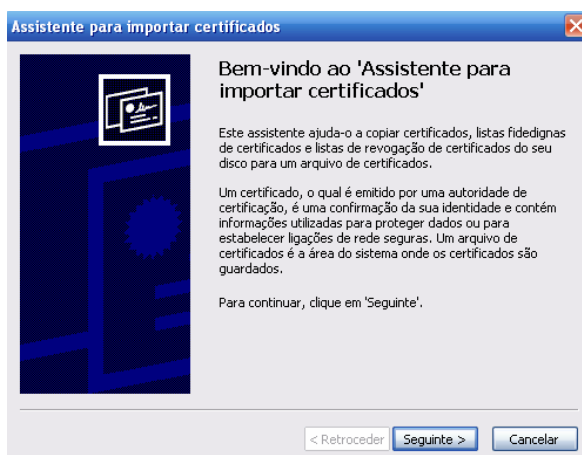 Assistente para importar certificados
Bem-vindo ao 'Assistente para
importar certificados'
Este assistente ajuda-o a copiar certificados, listas fidedignas
de certificados e listas de revogação de certificados do seu
disco para um arquivo de certificados.
Um certificado, o qual é emitido por uma autoridade de
certificação, é uma confirmação da sua identidade e contém
informações utilizadas para proteger dados ou para
estabelecer ligações de rede seguras. Um arquivo de
certificados é a área do sistema onde os certificados são
guardados.
Para continuar, clique em 'Seguinte'.
< Retroceder Seguinte > Cancelar